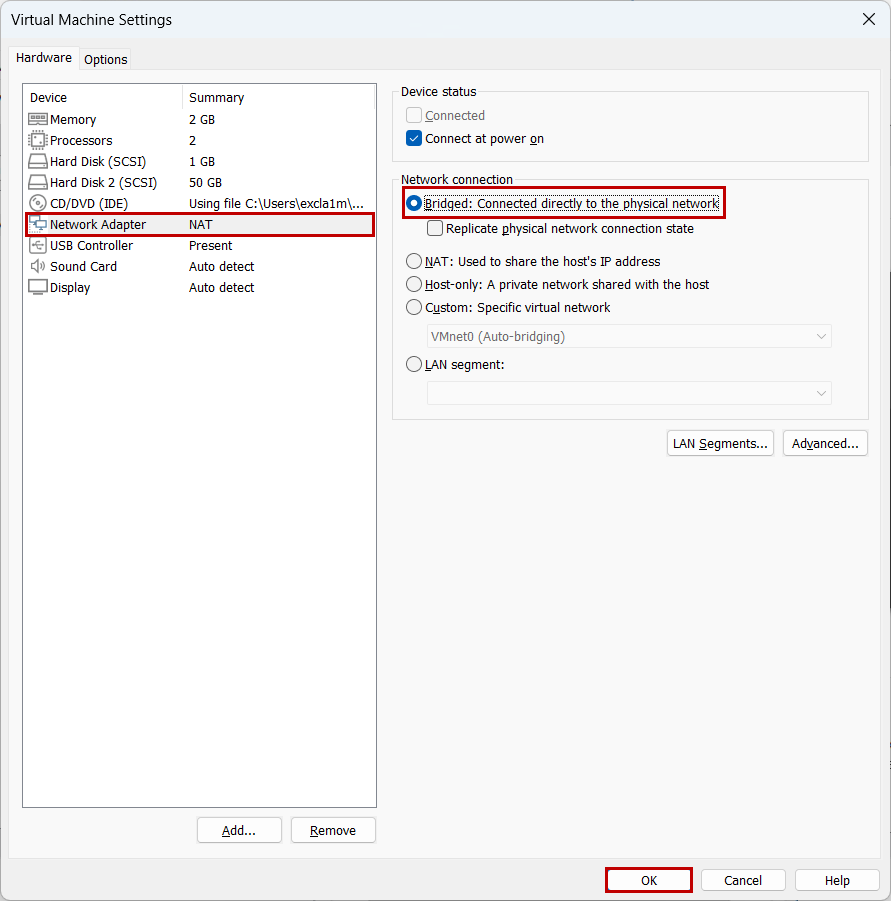 Virtual Machine Settings
Hardware Options
Device Summary
Memory 2 GB
Processors 2
Hard Disk (SCSI) 1 GB
Hard Disk 2 (SCSI) 50 GB
CD/DVD (IDE) Using file C:\Users\excla1m\...
Network Adapter NAT
USB Controller Present
Sound Card Auto detect
Display Auto detect
Add... Remove
Device status
Connected
Connect at power on
Network connection
Bridged: Connected directly to the physical network
Replicate physical network connection state
NAT: Used to share the host's IP address
Host-only: A private network shared with the host
Custom: Specific virtual network
VMnet0 (Auto-bridging)
LAN segment:
LAN Segments... Advanced...
OK Cancel Help